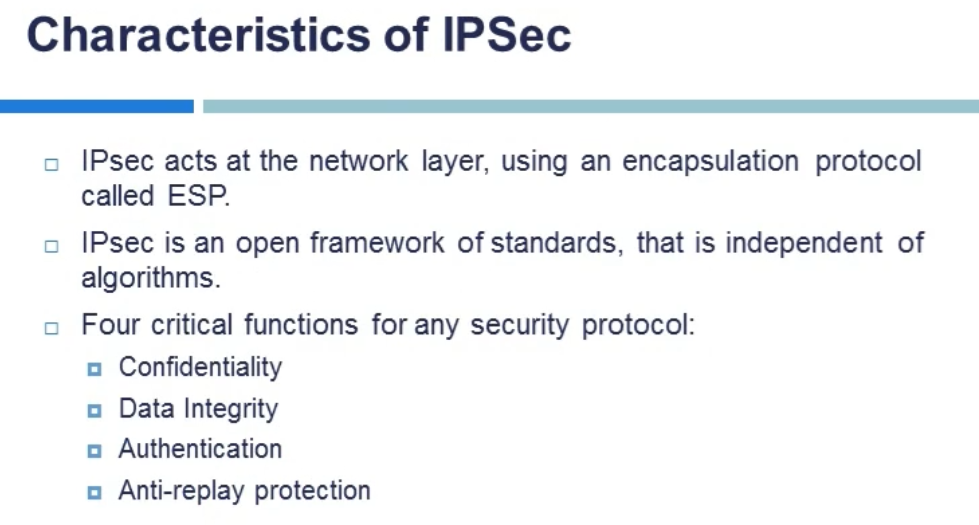 Characteristics of IPSec
IPsec acts at the network layer, using an encapsulation protocol
called ESP.
IPsec is an open framework of standards, that is independent of
algorithms.
Four critical functions for any security protocol:
Confidentiality
Data Integrity
Authentication
Anti-replay protection